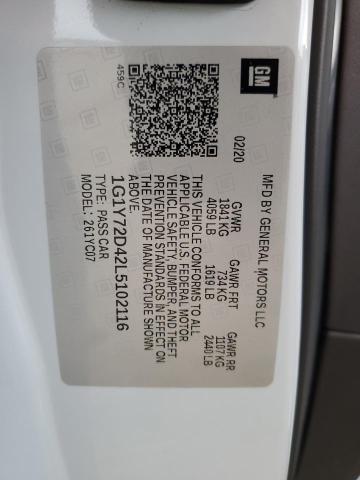 GM
MFD BY GENERAL MOTORS LLC
02/20
GVWR GAWR FRT GAWR RR
1841 KG 734 KG 1107 KG
4059 LB 1619 LB 2440 LB
THIS VEHICLE CONFORMS TO ALL
APPLICABLE U.S. FEDERAL MOTOR
VEHICLE SAFETY, BUMPER, AND THEFT
PREVENTION STANDARDS IN EFFECT ON
THE DATE OF MANUFACTURE SHOWN
ABOVE.
1G1Y72D42L5102116
TYPE: PASS CAR
MODEL: 261YC07
459C